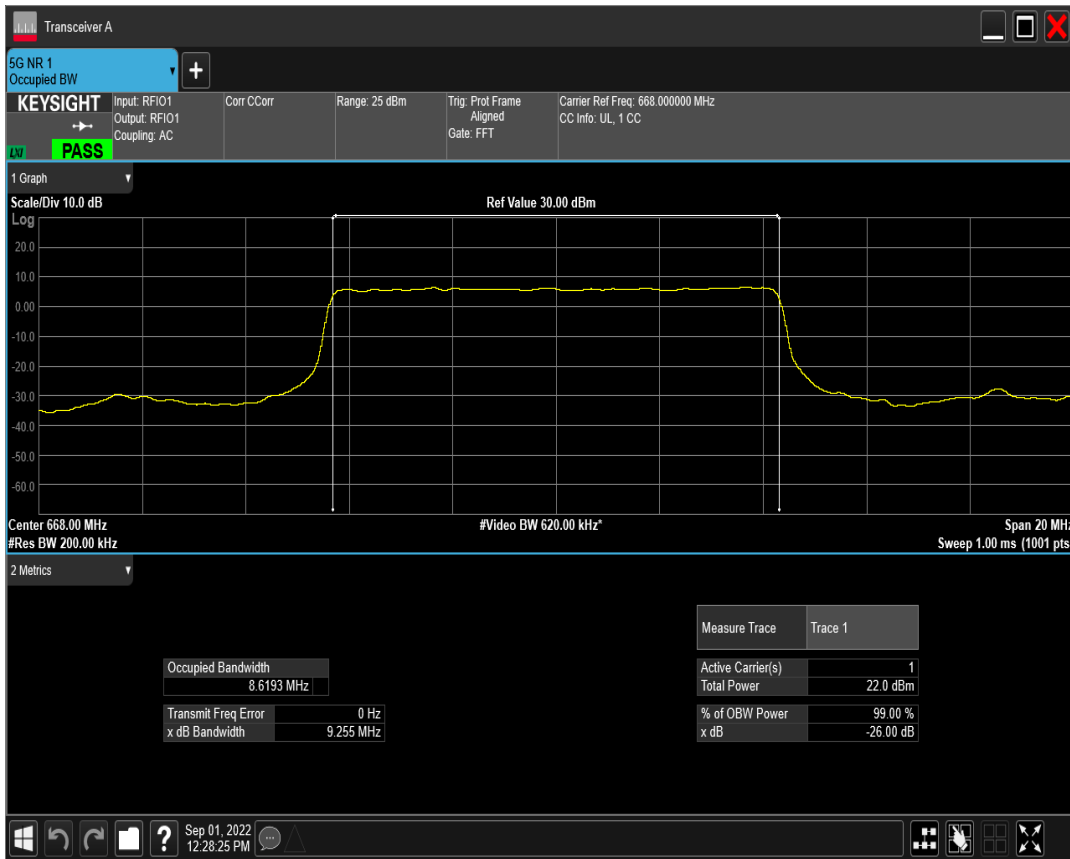 Transceiver A
5G NR 1
Occupied BW
KEYSIGHT
LXI
PASS
Input: RFIO1
Output: RFIO1
Coupling: AC
Corr CCorr
Range: 25 dBm
Trig: Prot Frame
Aligned
Gate: FFT
Carrier Ref Freq: 668.000000 MHz
CC Info: UL, 1 CC
1 Graph
Scale/Div 10.0 dB
Ref Value 30.00 dBm
Log
20.0
10.0
0.00
-10.0
-20.0
-30.0
-40.0
-50.0
-60.0
Center 668.00 MHz
#Video BW 620.00 kHz*
Span 20 MHz
#Res BW 200.00 kHz
Sweep 1.00 ms (1001 pts
2 Metrics
Measure Trace Trace 1
Occupied Bandwidth
8.6193 MHz
Active Carrier(s) 1
Total Power 22.0 dBm
Transmit Freq Error 0 Hz
x dB Bandwidth 9.255 MHz
% of OBW Power 99.00 %
x dB -26.00 dB
?
Sep 01, 2022
12:28:25 PM